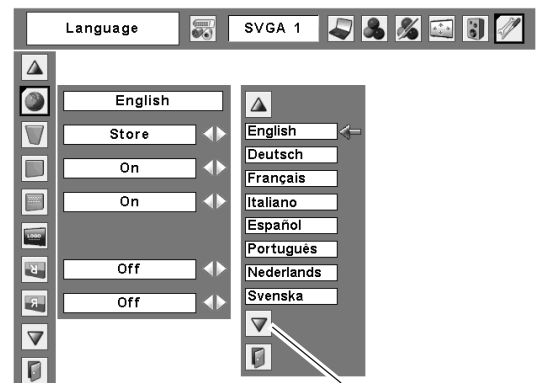 Language
SVGA 1
English
Store
On
On
Off
Off
English
Deutsch
Français
Italiano
Español
Português
Nederlands
Svenska